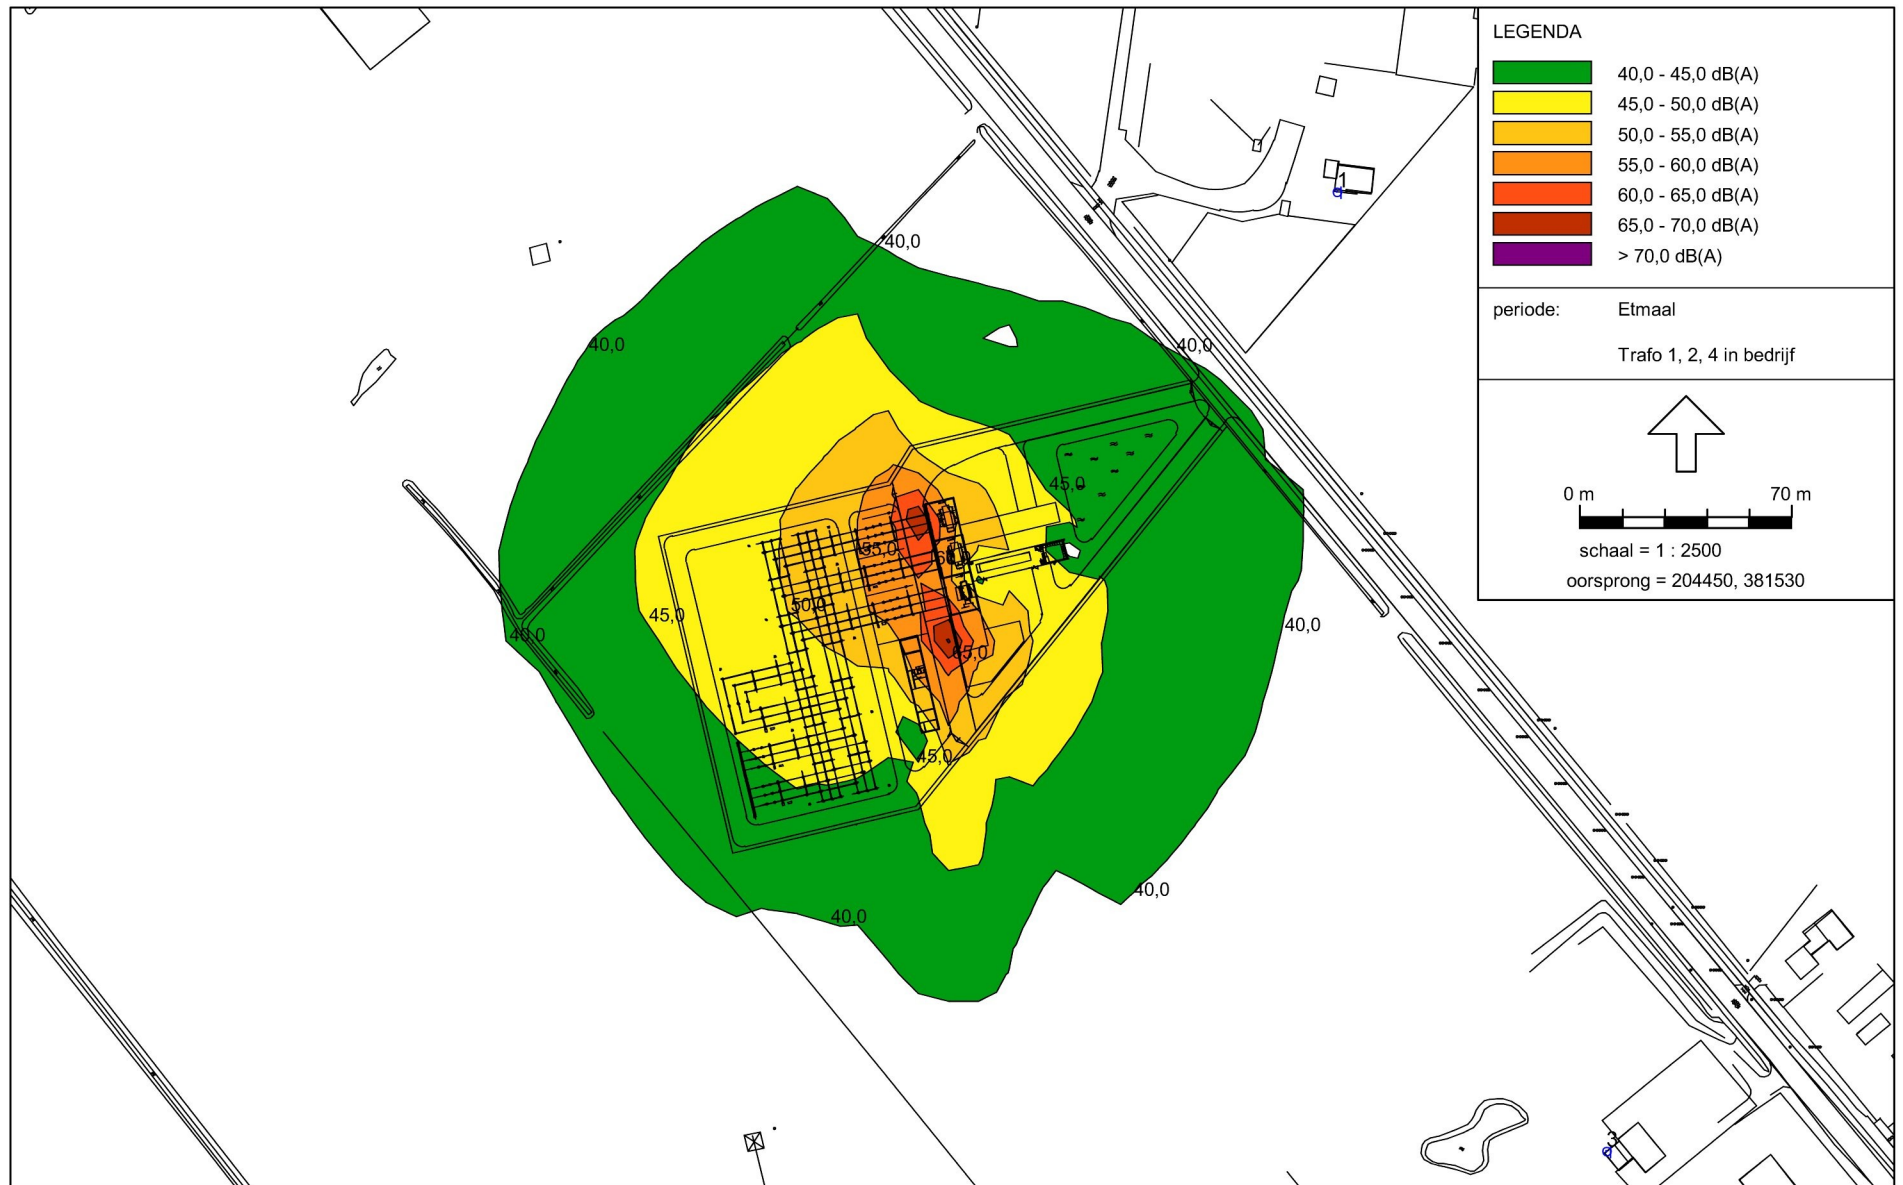 LEGENDA
40,0 - 45,0 dB(A)
45,0 - 50,0 dB(A)
50,0 - 55,0 dB(A)
55,0 - 60,0 dB(A)
60,0 - 65,0 dB(A)
65,0 - 70,0 dB(A)
> 70,0 dB(A)
periode: Etmaal
Trafo 1, 2, 4 in bedrijf
0 m 70 m
schaal = 1 : 2500
oorsprong = 204450, 381530
1
40,0
40,0
40,0
45,0
55,0
50,0
45,0
40,0
40,0
65,0
45,0
40,0
40,0
3